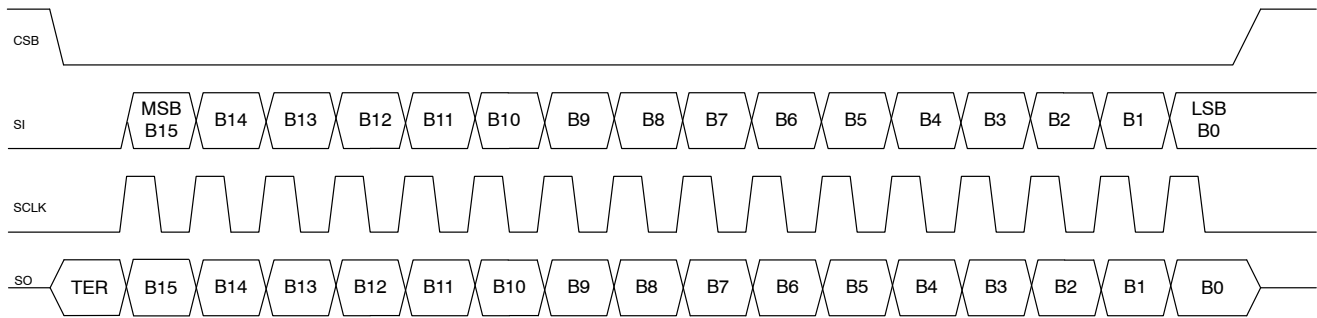 CSB
SI MSB B15 B14 B13 B12 B11 B10 B9 B8 B7 B6 B5 B4 B3 B2 B1 LSB B0
SCLK
SO TER B15 B14 B13 B12 B11 B10 B9 B8 B7 B6 B5 B4 B3 B2 B1 B0